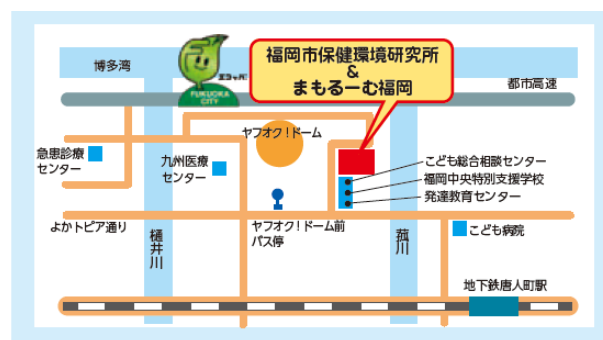 福岡市保健環境研究所
&
まもるーむ福岡
エコッパ
FUKUOKA
CITY
博多湾
都市高速
ヤフオク!ドーム
急患診療
センター
九州医療
センター
こども総合相談センター
福岡中央特別支援学校
発達教育センター
よかトピア通り
ヤフオク!ドーム前
バス停
樋井川
菰川
こども病院
地下鉄唐人町駅